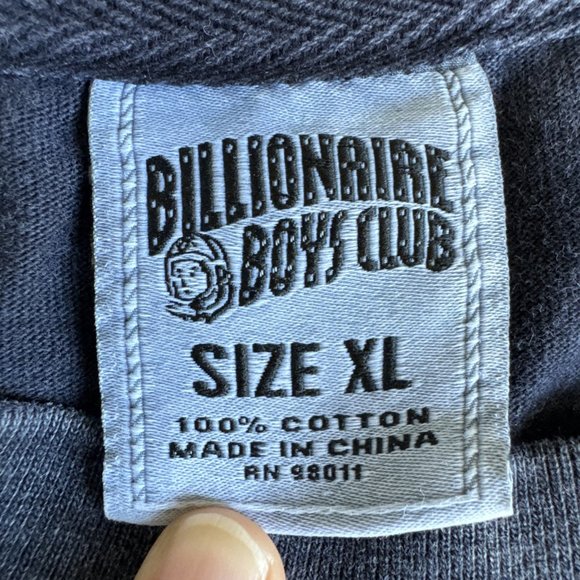 BILLIONAIRE
BOYS CLUB
SIZE XL
100% COTTON
MADE IN CHINA
RN 98011